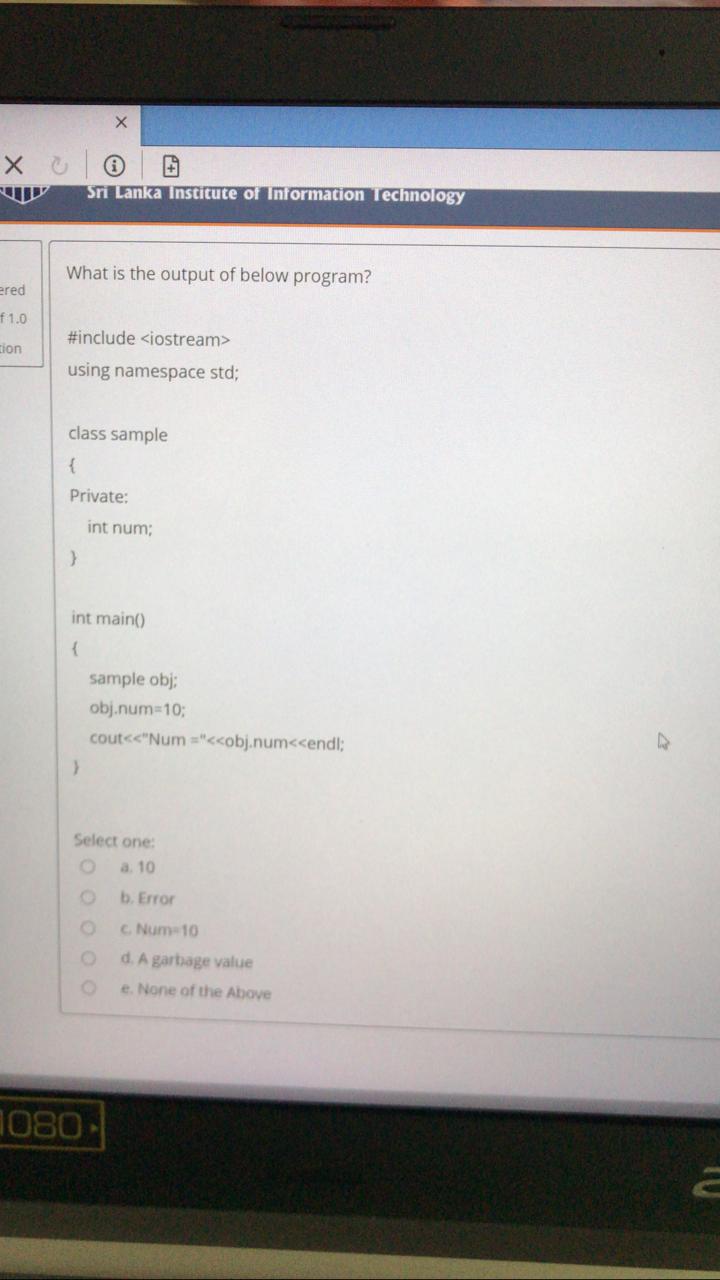 Sri Lanka Institute of Information Technology
ered
f 1.0
tion
What is the output of below program?
#include <iostream>
using namespace std;
class sample
{
Private:
int num;
}
int main()
{
sample obj;
obj.num=10;
cout<<"Num ="<<obj.num<<endl;
}
Select one:
a. 10
b. Error
c. Num=10
d. A garbage value
e. None of the Above
1080